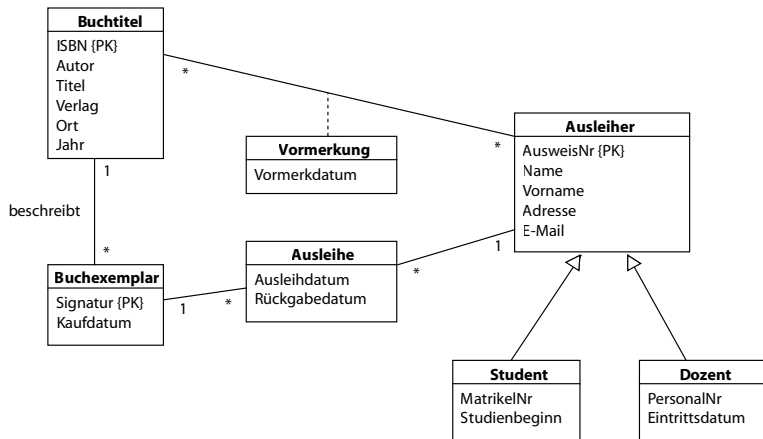 Buchtitel
ISBN {PK}
Autor
Titel
Verlag
Ort
Jahr
*
1
beschreibt
*
Vormerkung
Vormerkdatum
Ausleiher
AusweisNr {PK}
Name
Vorname
Adresse
E-Mail
*
1
Ausleihe
Ausleihdatum
Rückgabedatum
*
*
1
Buchexemplar
Signatur {PK}
Kaufdatum
Student
MatrikelNr
Studienbeginn
Dozent
PersonalNr
Eintrittsdatum